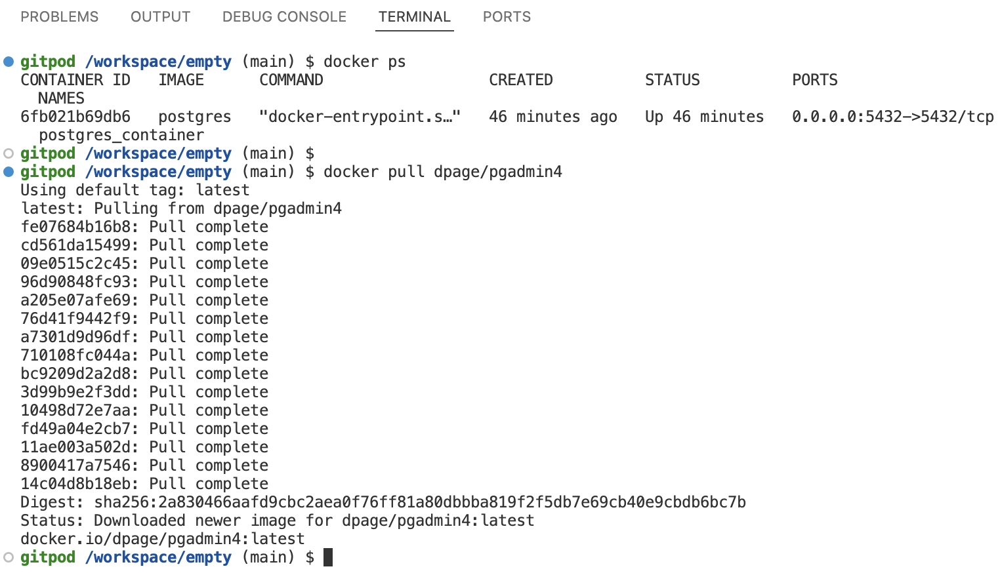 PROBLEMS OUTPUT DEBUG CONSOLE TERMINAL PORTS
gitpod /workspace/empty (main) $ docker ps
CONTAINER ID IMAGE COMMAND CREATED STATUS PORTS
NAMES
6fb021b69db6 postgres "docker-entrypoint.s…" 46 minutes ago Up 46 minutes 0.0.0.0:5432->5432/tcp
postgres_container
gitpod /workspace/empty (main) $
gitpod /workspace/empty (main) $ docker pull dpage/pgadmin4
Using default tag: latest
latest: Pulling from dpage/pgadmin4
fe07684b16b8: Pull complete
cd561da15499: Pull complete
09e0515c2c45: Pull complete
96d90848fc93: Pull complete
a205e07afe69: Pull complete
76d41f9442f9: Pull complete
a7301d9d96df: Pull complete
710108fc044a: Pull complete
bc9209d2a2d8: Pull complete
3d99b9e2f3dd: Pull complete
10498d72e7aa: Pull complete
fd49a04e2cb7: Pull complete
11ae003a502d: Pull complete
8900417a7546: Pull complete
14c04d8b18eb: Pull complete
Digest: sha256:2a830466aafd9cbc2aea0f76ff81a80dbbba819f2f5db7e69cb40e9cbdb6bc7b
Status: Downloaded newer image for dpage/pgadmin4:latest
docker.io/dpage/pgadmin4:latest
gitpod /workspace/empty (main) $